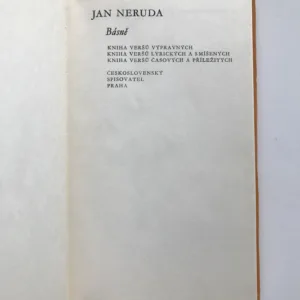 JAN NERUDA
Básně
KNIHA VERŠŮ VÝPRAVNÝCH
KNIHA VERŠŮ LYRICKÝCH A SMÍŠENÝCH
KNIHA VERŠŮ ČASOVÝCH A PŘÍLEŽITÝCH
ČESKOSLOVENSKÝ
SPISOVATEL
PRAHA